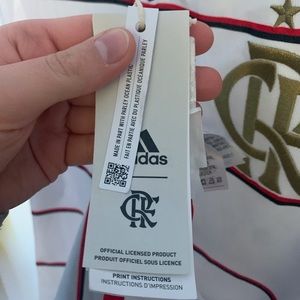 MADE IN PART WITH PARLEY OCEAN PLASTIC
FAIT EN PARTIE AVEC DU PLASTIQUE OCÉANIQUE PARLEY
adidas
CRF
OFFICIAL LICENSED PRODUCT
PRODUIT OFFICIEL SOUS LICENCE
PRINT INSTRUCTIONS
INSTRUCTIONS D'IMPRESSION